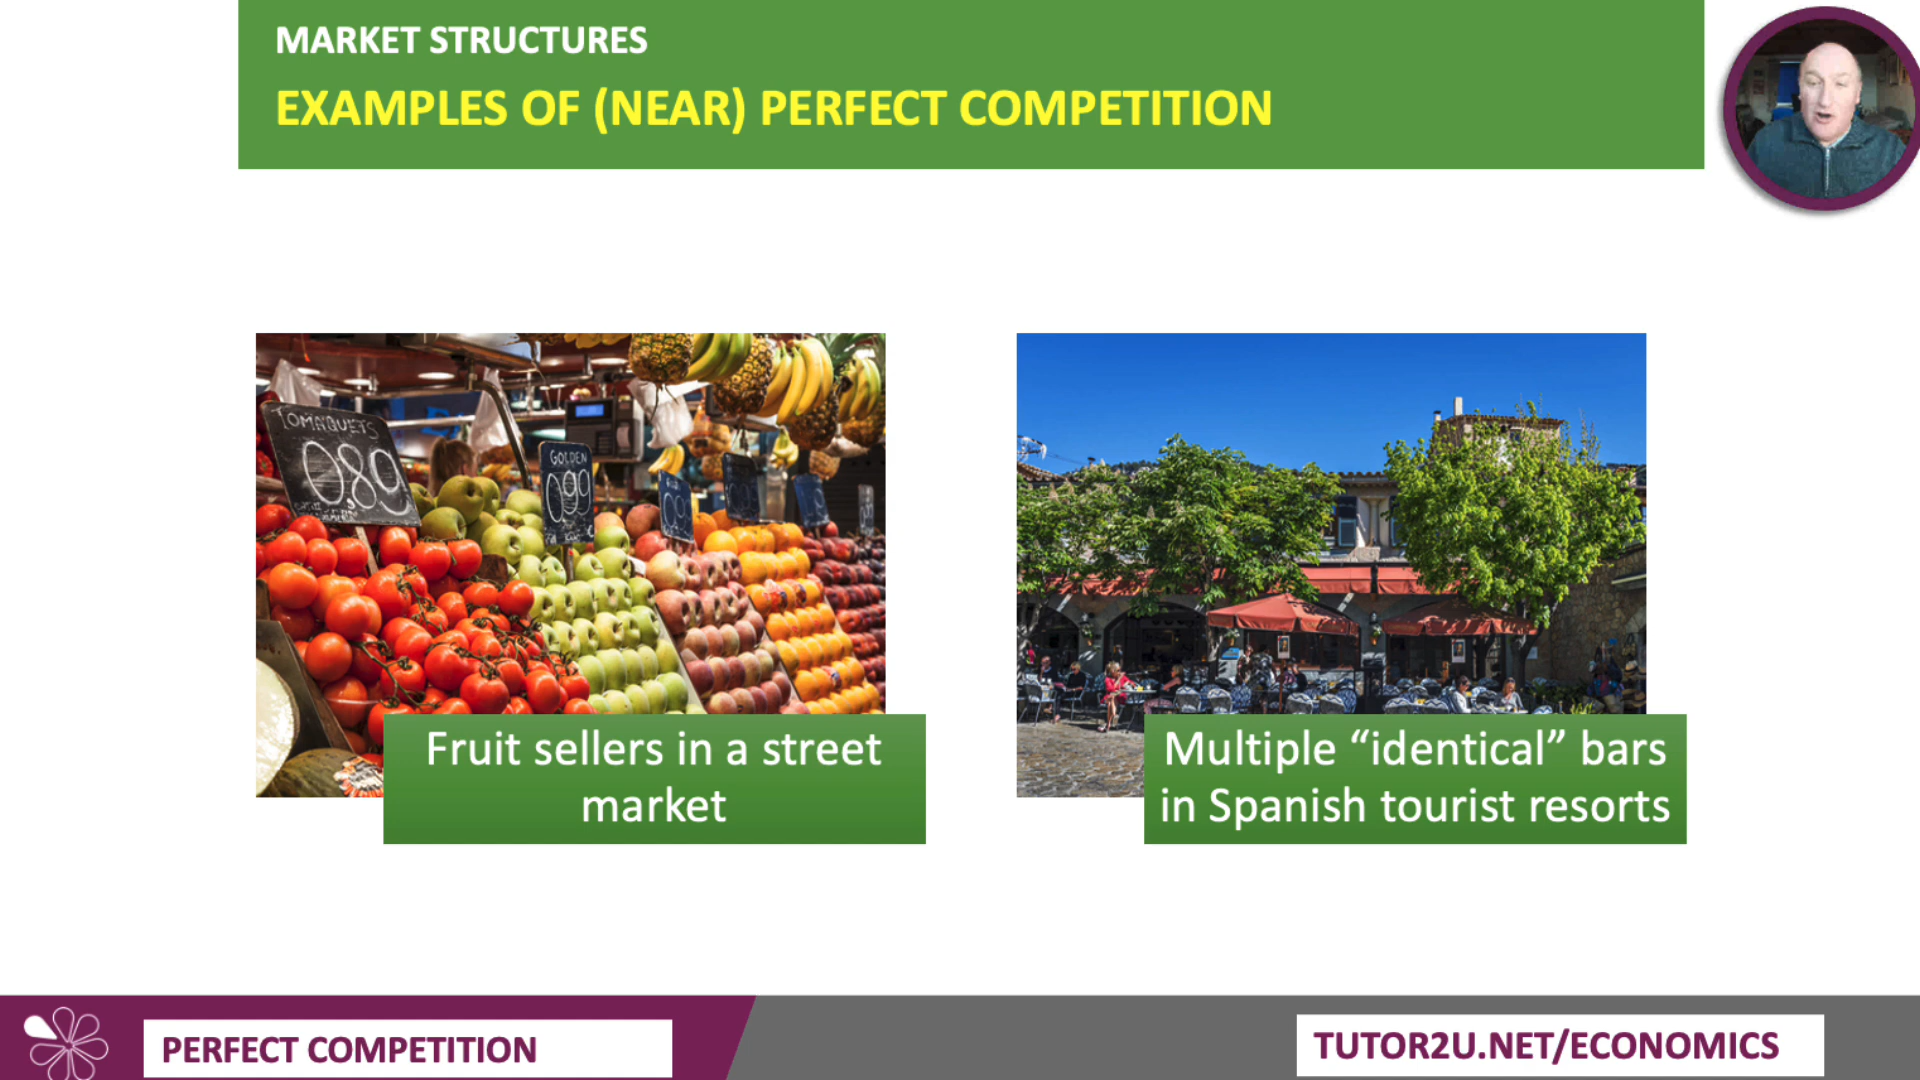 MARKET STRUCTURES
EXAMPLES OF (NEAR) PERFECT COMPETITION
TOMAQUETS
0,89
GOLDEN
0,99
Fruit sellers in a street
market
Multiple “identical” bars
in Spanish tourist resorts
PERFECT COMPETITION
TUTOR2U.NET/ECONOMICS